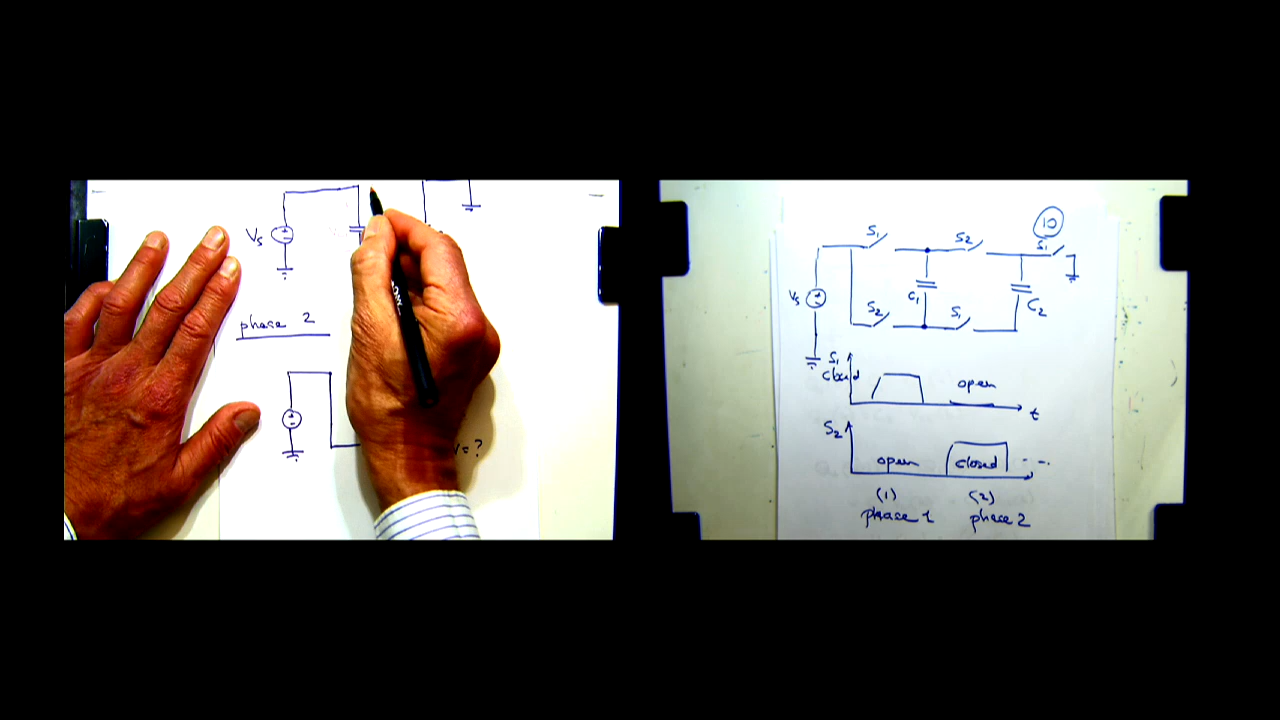 Vs
phase 2
v = ?
10
S1
S2
S1
Vs
C1
C2
S2
S1
S1
closed
open
t
S2
open
closed
(1)
(2)
phase 1
phase 2